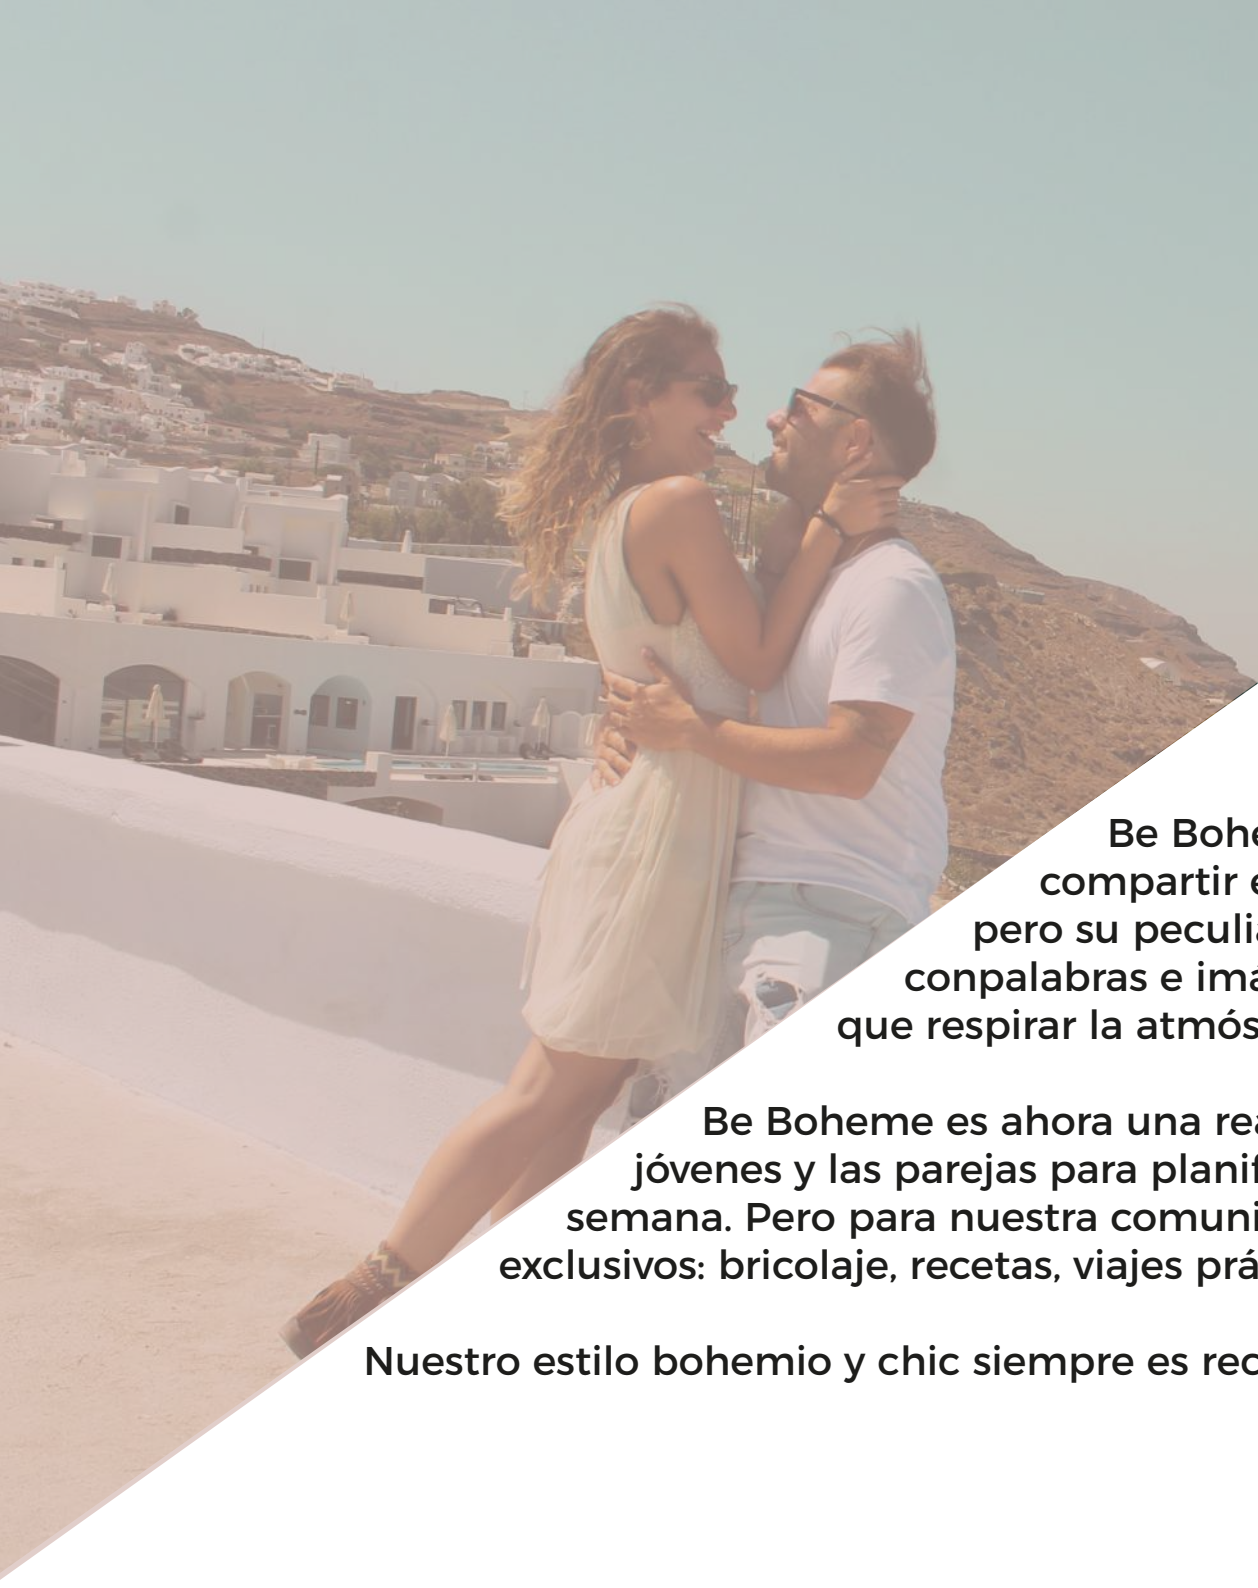 Be Bohe
compartir e
pero su peculia
conpalabras e imá
que respirar la atmós
Be Boheme es ahora una rea
jóvenes y las parejas para planif
semana. Pero para nuestra comuni
exclusivos: bricolaje, recetas, viajes prá
Nuestro estilo bohemio y chic siempre es rec